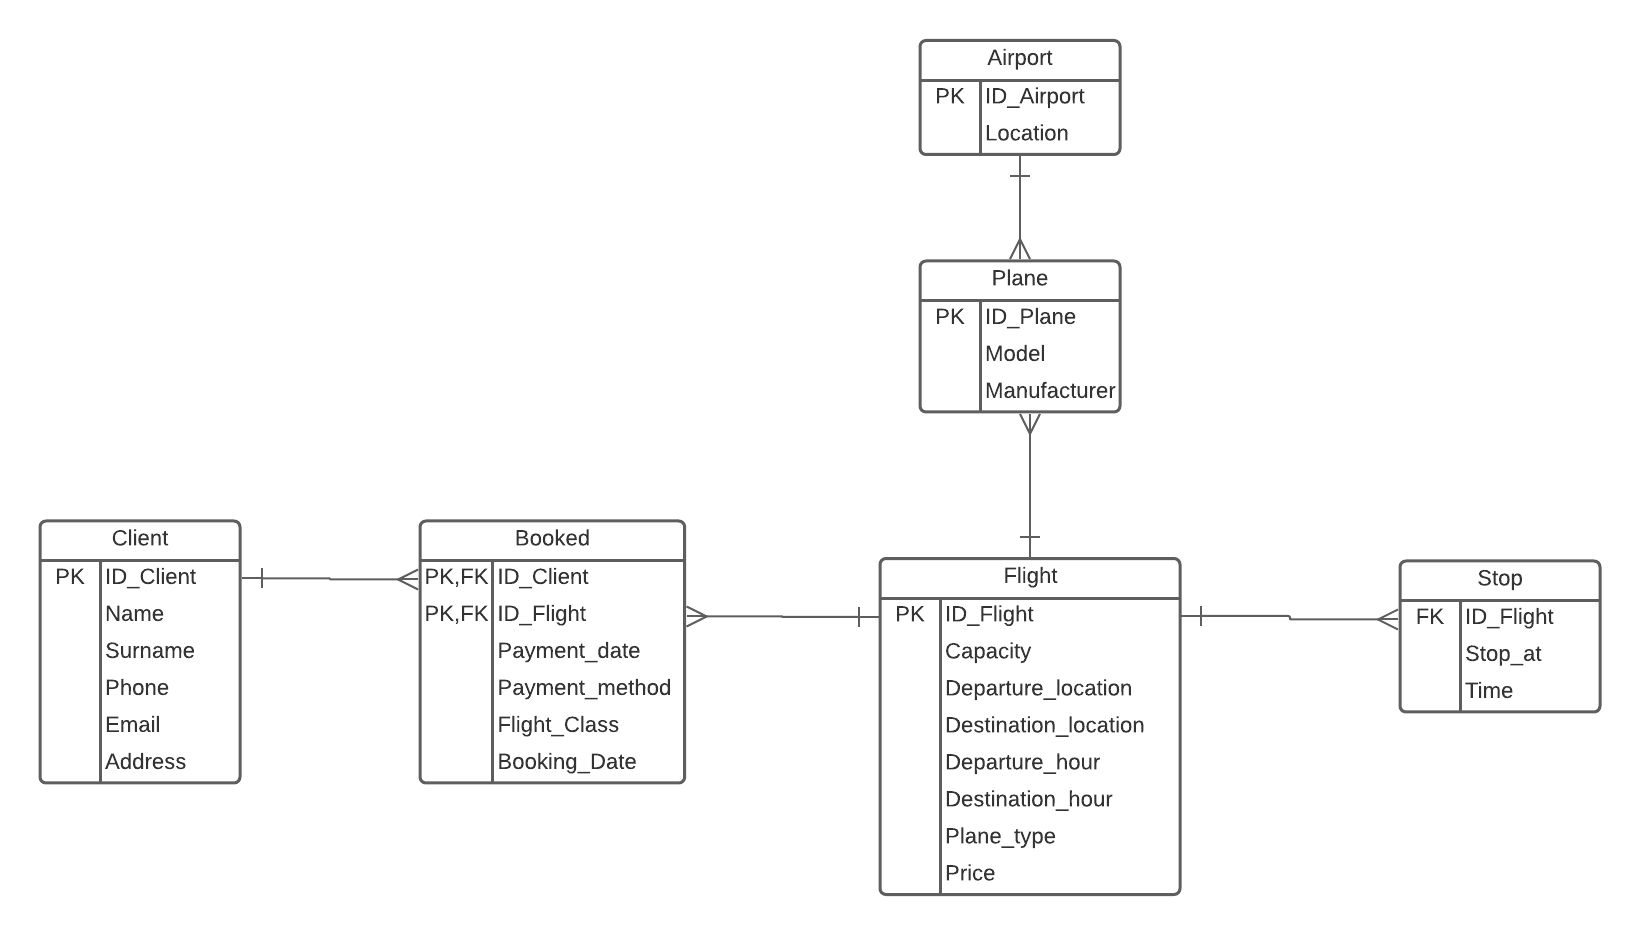 Airport
PK ID_Airport
Location
Plane
PK ID_Plane
Model
Manufacturer
Client
PK ID_Client
Name
Surname
Phone
Email
Address
Booked
PK,FK ID_Client
PK,FK ID_Flight
Payment_date
Payment_method
Flight_Class
Booking_Date
Flight
PK ID_Flight
Capacity
Departure_location
Destination_location
Departure_hour
Destination_hour
Plane_type
Price
Stop
FK ID_Flight
Stop_at
Time